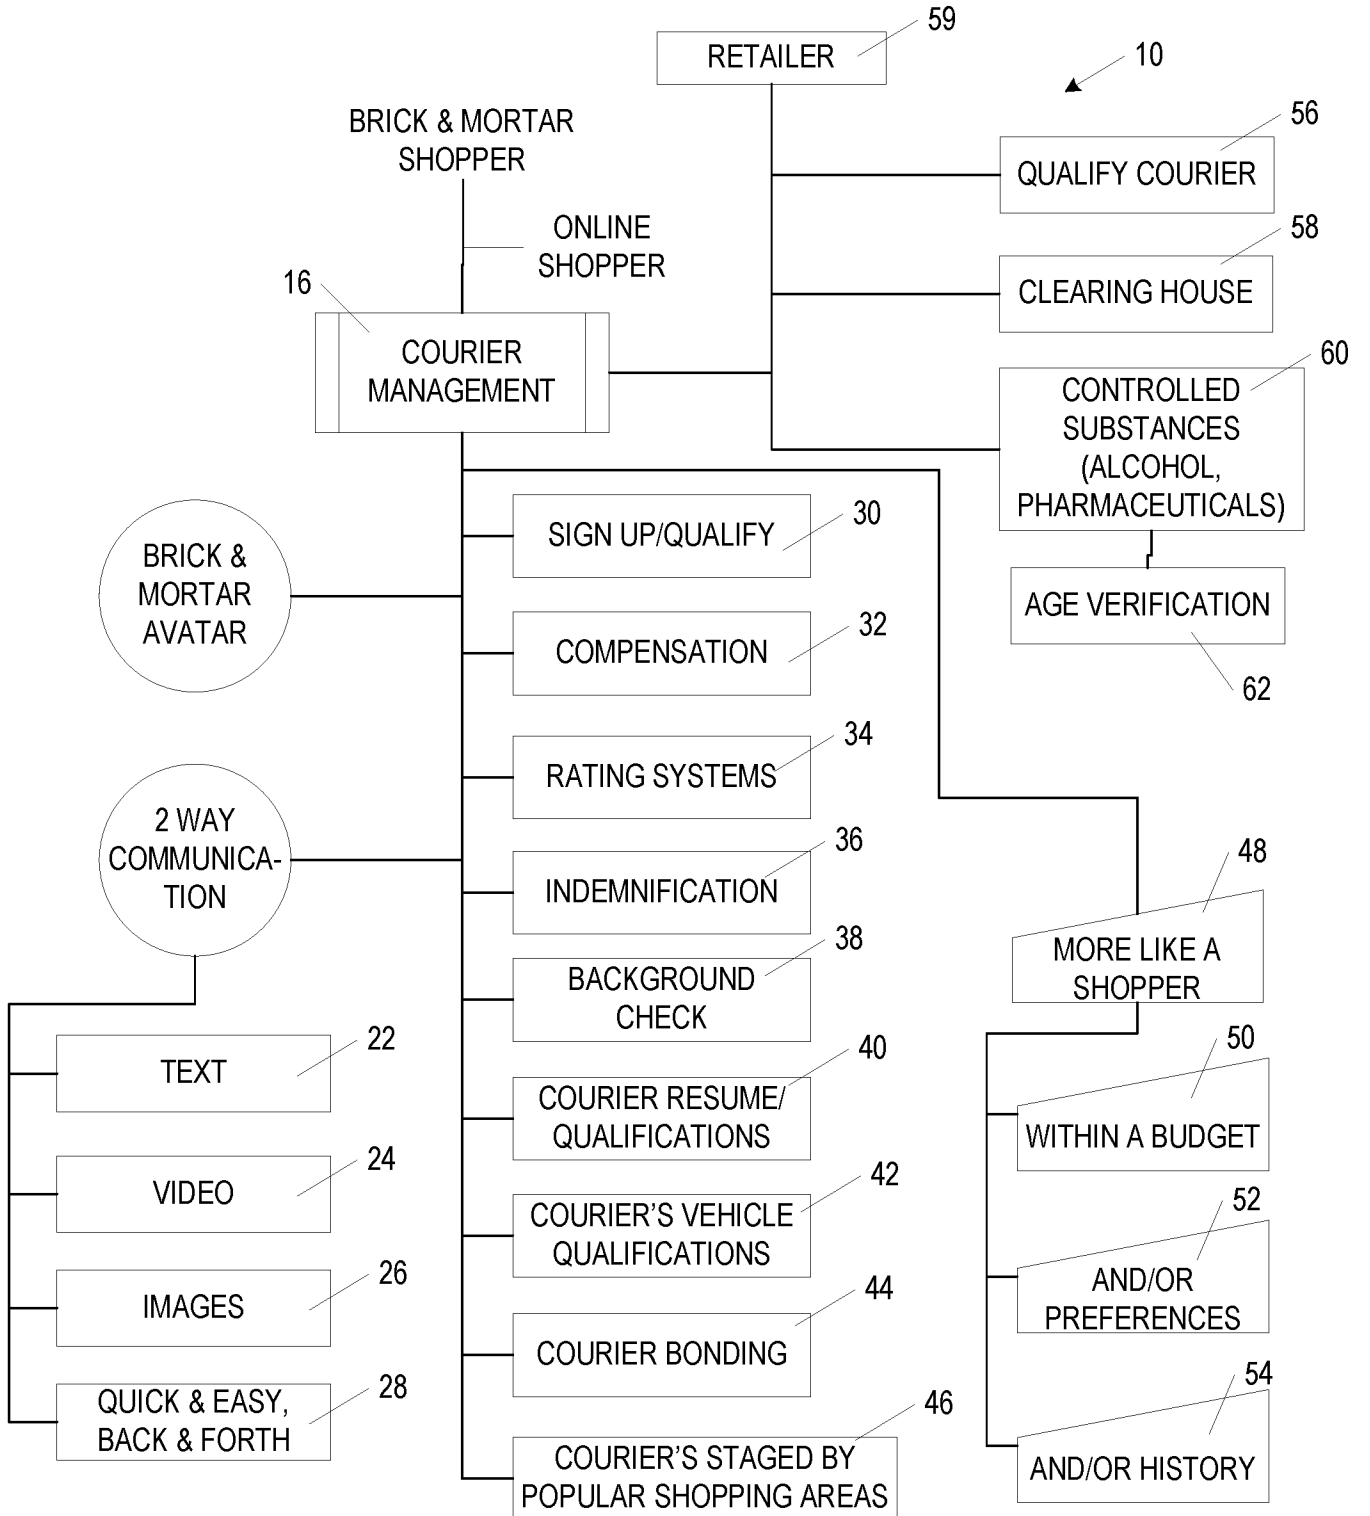 59
RETAILER
10
BRICK & MORTAR
SHOPPER
56
QUALIFY COURIER
ONLINE
SHOPPER
58
CLEARING HOUSE
16
COURIER
MANAGEMENT
60
CONTROLLED
SUBSTANCES
(ALCOHOL,
PHARMACEUTICALS)
AGE VERIFICATION
62
BRICK &
MORTAR
AVATAR
30
SIGN UP/QUALIFY
32
COMPENSATION
34
RATING SYSTEMS
2 WAY
COMMUNICA-
TION
36
INDEMNIFICATION
38
BACKGROUND
CHECK
40
COURIER RESUME/
QUALIFICATIONS
42
COURIER'S VEHICLE
QUALIFICATIONS
44
COURIER BONDING
46
COURIER'S STAGED BY
POPULAR SHOPPING AREAS
22
TEXT
24
VIDEO
26
IMAGES
28
QUICK & EASY,
BACK & FORTH
48
MORE LIKE A
SHOPPER
50
WITHIN A BUDGET
52
AND/OR
PREFERENCES
54
AND/OR HISTORY